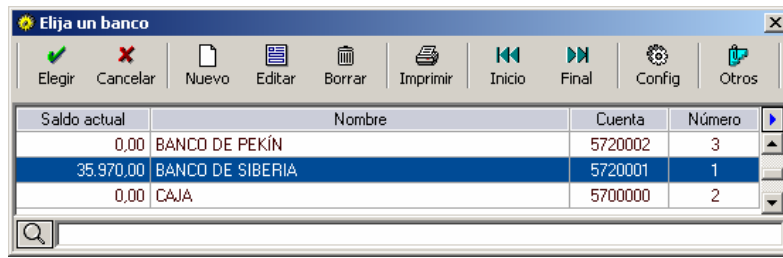 Elija un banco
Elegir Cancelar Nuevo Editar Borrar Imprimir Inicio Final Config Otros
Saldo actual Nombre Cuenta Número
0,00 BANCO DE PEKÍN 5720002 3
35.970,00 BANCO DE SIBERIA 5720001 1
0,00 CAJA 5700000 2